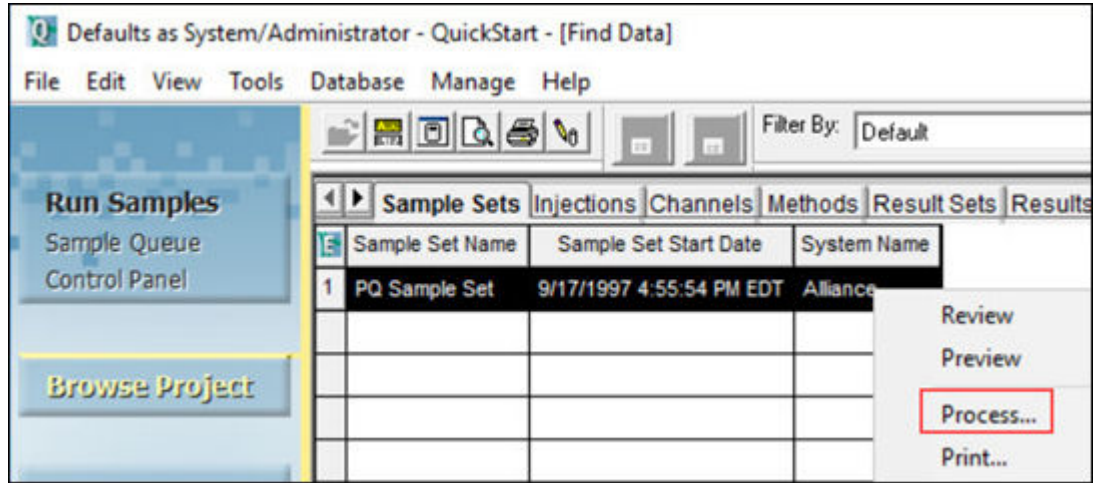 Defaults as System/Administrator - QuickStart - [Find Data]
File Edit View Tools Database Manage Help
Filter By: Default
Run Samples
Sample Queue
Control Panel
Browse Project
Sample Sets Injections Channels Methods Result Sets Results
Sample Set Name Sample Set Start Date System Name
1 PQ Sample Set 9/17/1997 4:55:54 PM EDT Alliance
Review
Preview
Process...
Print...